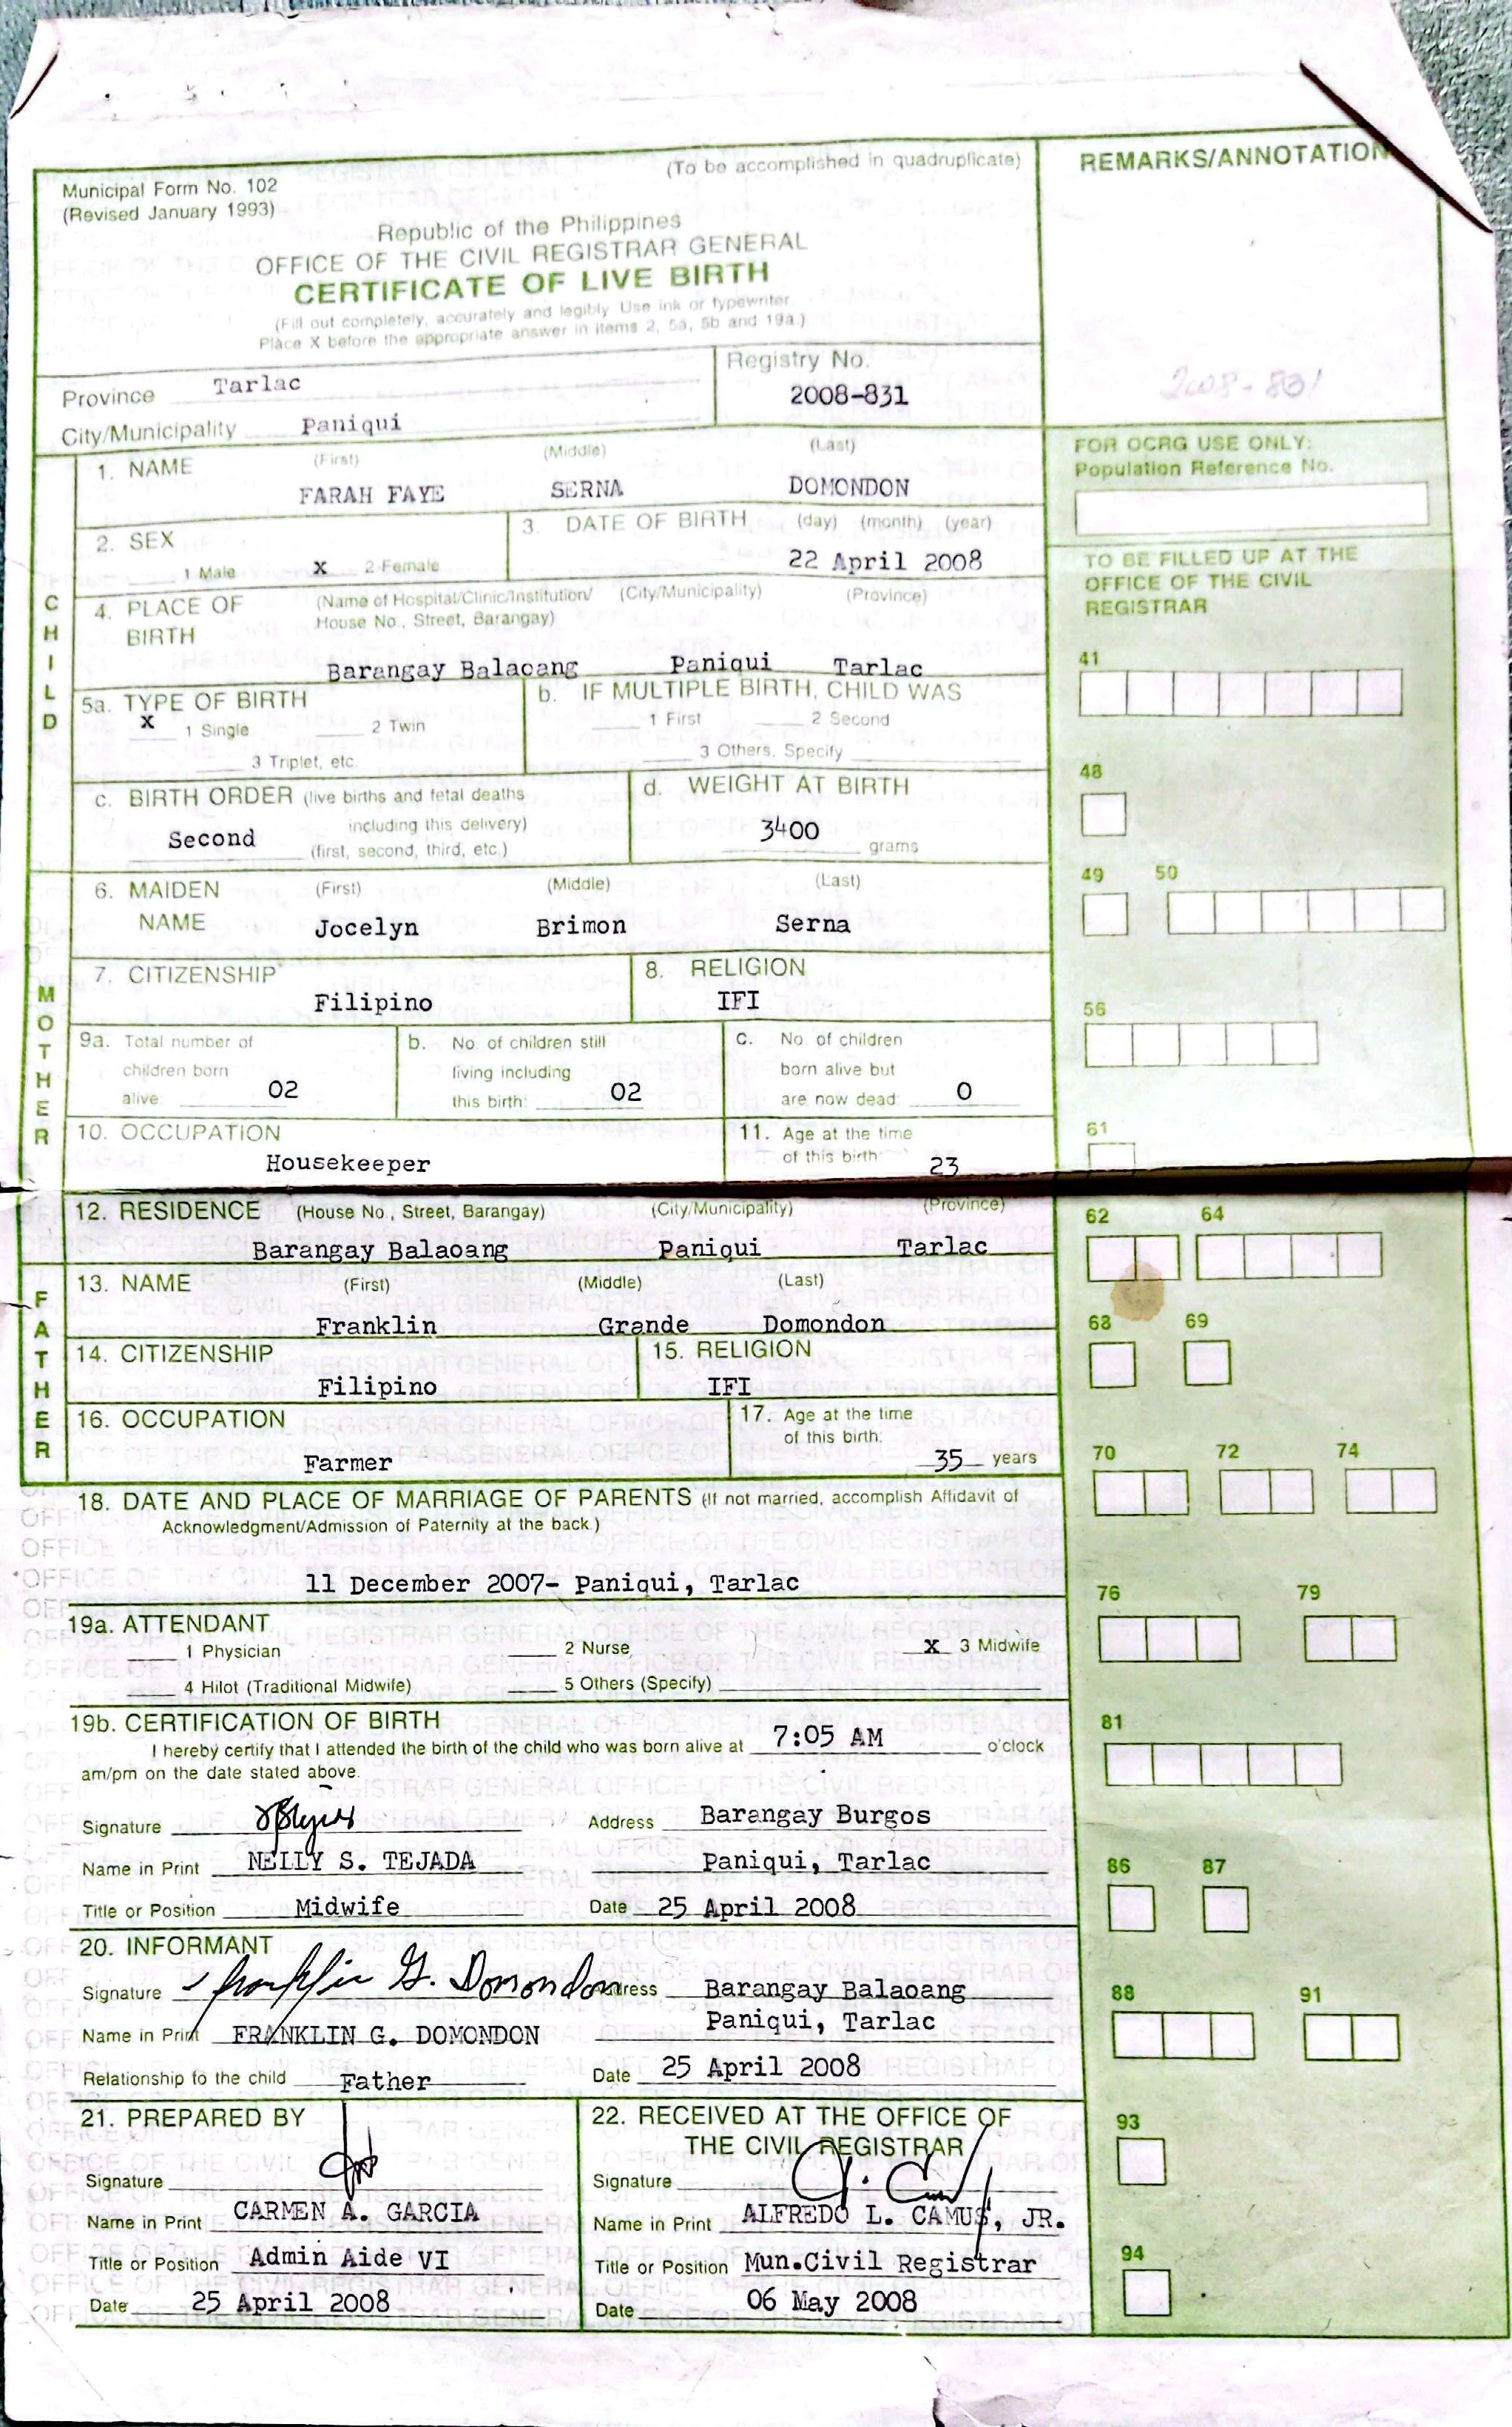 (To be accomplished in quadruplicate)
REMARKS/ANNOTATION
Municipal Form No. 102
(Revised January 1993)
Republic of the Philippines
OFFICE OF THE CIVIL REGISTRAR GENERAL
CERTIFICATE OF LIVE BIRTH
(Fill out completely, accurately and legibly Use ink or typewriter
Place X before the appropriate answer in items 2, 5a, 5b and 19a.)
Province Tarlac
Registry No.
2008-831
2008-831
City/Municipality Paniqui
FOR OCRG USE ONLY:
Population Reference No.
CHILD
1. NAME (First) (Middle) (Last)
FARAH FAYE SERNA DOMONDON
2. SEX
1 Male X 2 Female
3. DATE OF BIRTH (day) (month) (year)
22 April 2008
TO BE FILLED UP AT THE
OFFICE OF THE CIVIL
REGISTRAR
4. PLACE OF BIRTH
(Name of Hospital/Clinic/Institution/ (City/Municipality) (Province)
House No., Street, Barangay)
Barangay Balaoang Paniqui Tarlac
41
5a. TYPE OF BIRTH
X 1 Single 2 Twin
3 Triplet, etc.
b. IF MULTIPLE BIRTH, CHILD WAS
1 First 2 Second
3 Others. Specify
48
c. BIRTH ORDER (live births and fetal deaths
including this delivery)
Second
(first, second, third, etc.)
d. WEIGHT AT BIRTH
3400
grams
49 50
MOTHER
6. MAIDEN NAME (First) (Middle) (Last)
Jocelyn Brimon Serna
7. CITIZENSHIP
Filipino
8. RELIGION
IFI
56
9a. Total number of
children born
alive: 02
b. No. of children still
living including
this birth: 02
c. No. of children
born alive but
are now dead: 0
10. OCCUPATION
Housekeeper
11. Age at the time
of this birth 23
61
12. RESIDENCE (House No., Street, Barangay) (City/Municipality) (Province)
Barangay Balaoang Paniqui Tarlac
62 64
FATHER
13. NAME (First) (Middle) (Last)
Franklin Grande Domondon
68 69
14. CITIZENSHIP
Filipino
15. RELIGION
IFI
16. OCCUPATION
Farmer
17. Age at the time
of this birth:
35 years
70 72 74
18. DATE AND PLACE OF MARRIAGE OF PARENTS (If not married, accomplish Affidavit of
Acknowledgment/Admission of Paternity at the back.)
11 December 2007- Paniqui, Tarlac
76 79
19a. ATTENDANT
1 Physician 2 Nurse X 3 Midwife
4 Hilot (Traditional Midwife) 5 Others (Specify)
19b. CERTIFICATION OF BIRTH
I hereby certify that I attended the birth of the child who was born alive at 7:05 AM o'clock
am/pm on the date stated above.
81
Signature Address Barangay Burgos
Name in Print NELLY S. TEJADA Paniqui, Tarlac
Title or Position Midwife Date 25 April 2008
86 87
20. INFORMANT
Signature Franklin G. Domondon Address Barangay Balaoang
Name in Print FRANKLIN G. DOMONDON Paniqui, Tarlac
Relationship to the child Father Date 25 April 2008
88 91
21. PREPARED BY
Signature
Name in Print CARMEN A. GARCIA
Title or Position Admin Aide VI
Date 25 April 2008
22. RECEIVED AT THE OFFICE OF
THE CIVIL REGISTRAR
Signature
Name in Print ALFREDO L. CAMUS, JR.
Title or Position Mun.Civil Registrar
Date 06 May 2008
93
94